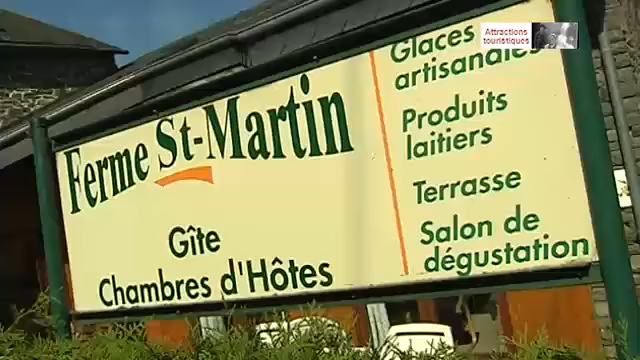 Attractions
touristiques
Ferme St-Martin
Gîte
Chambres d'Hôtes
Glaces
artisanales
Produits
laitiers
Terrasse
Salon de
dégustation